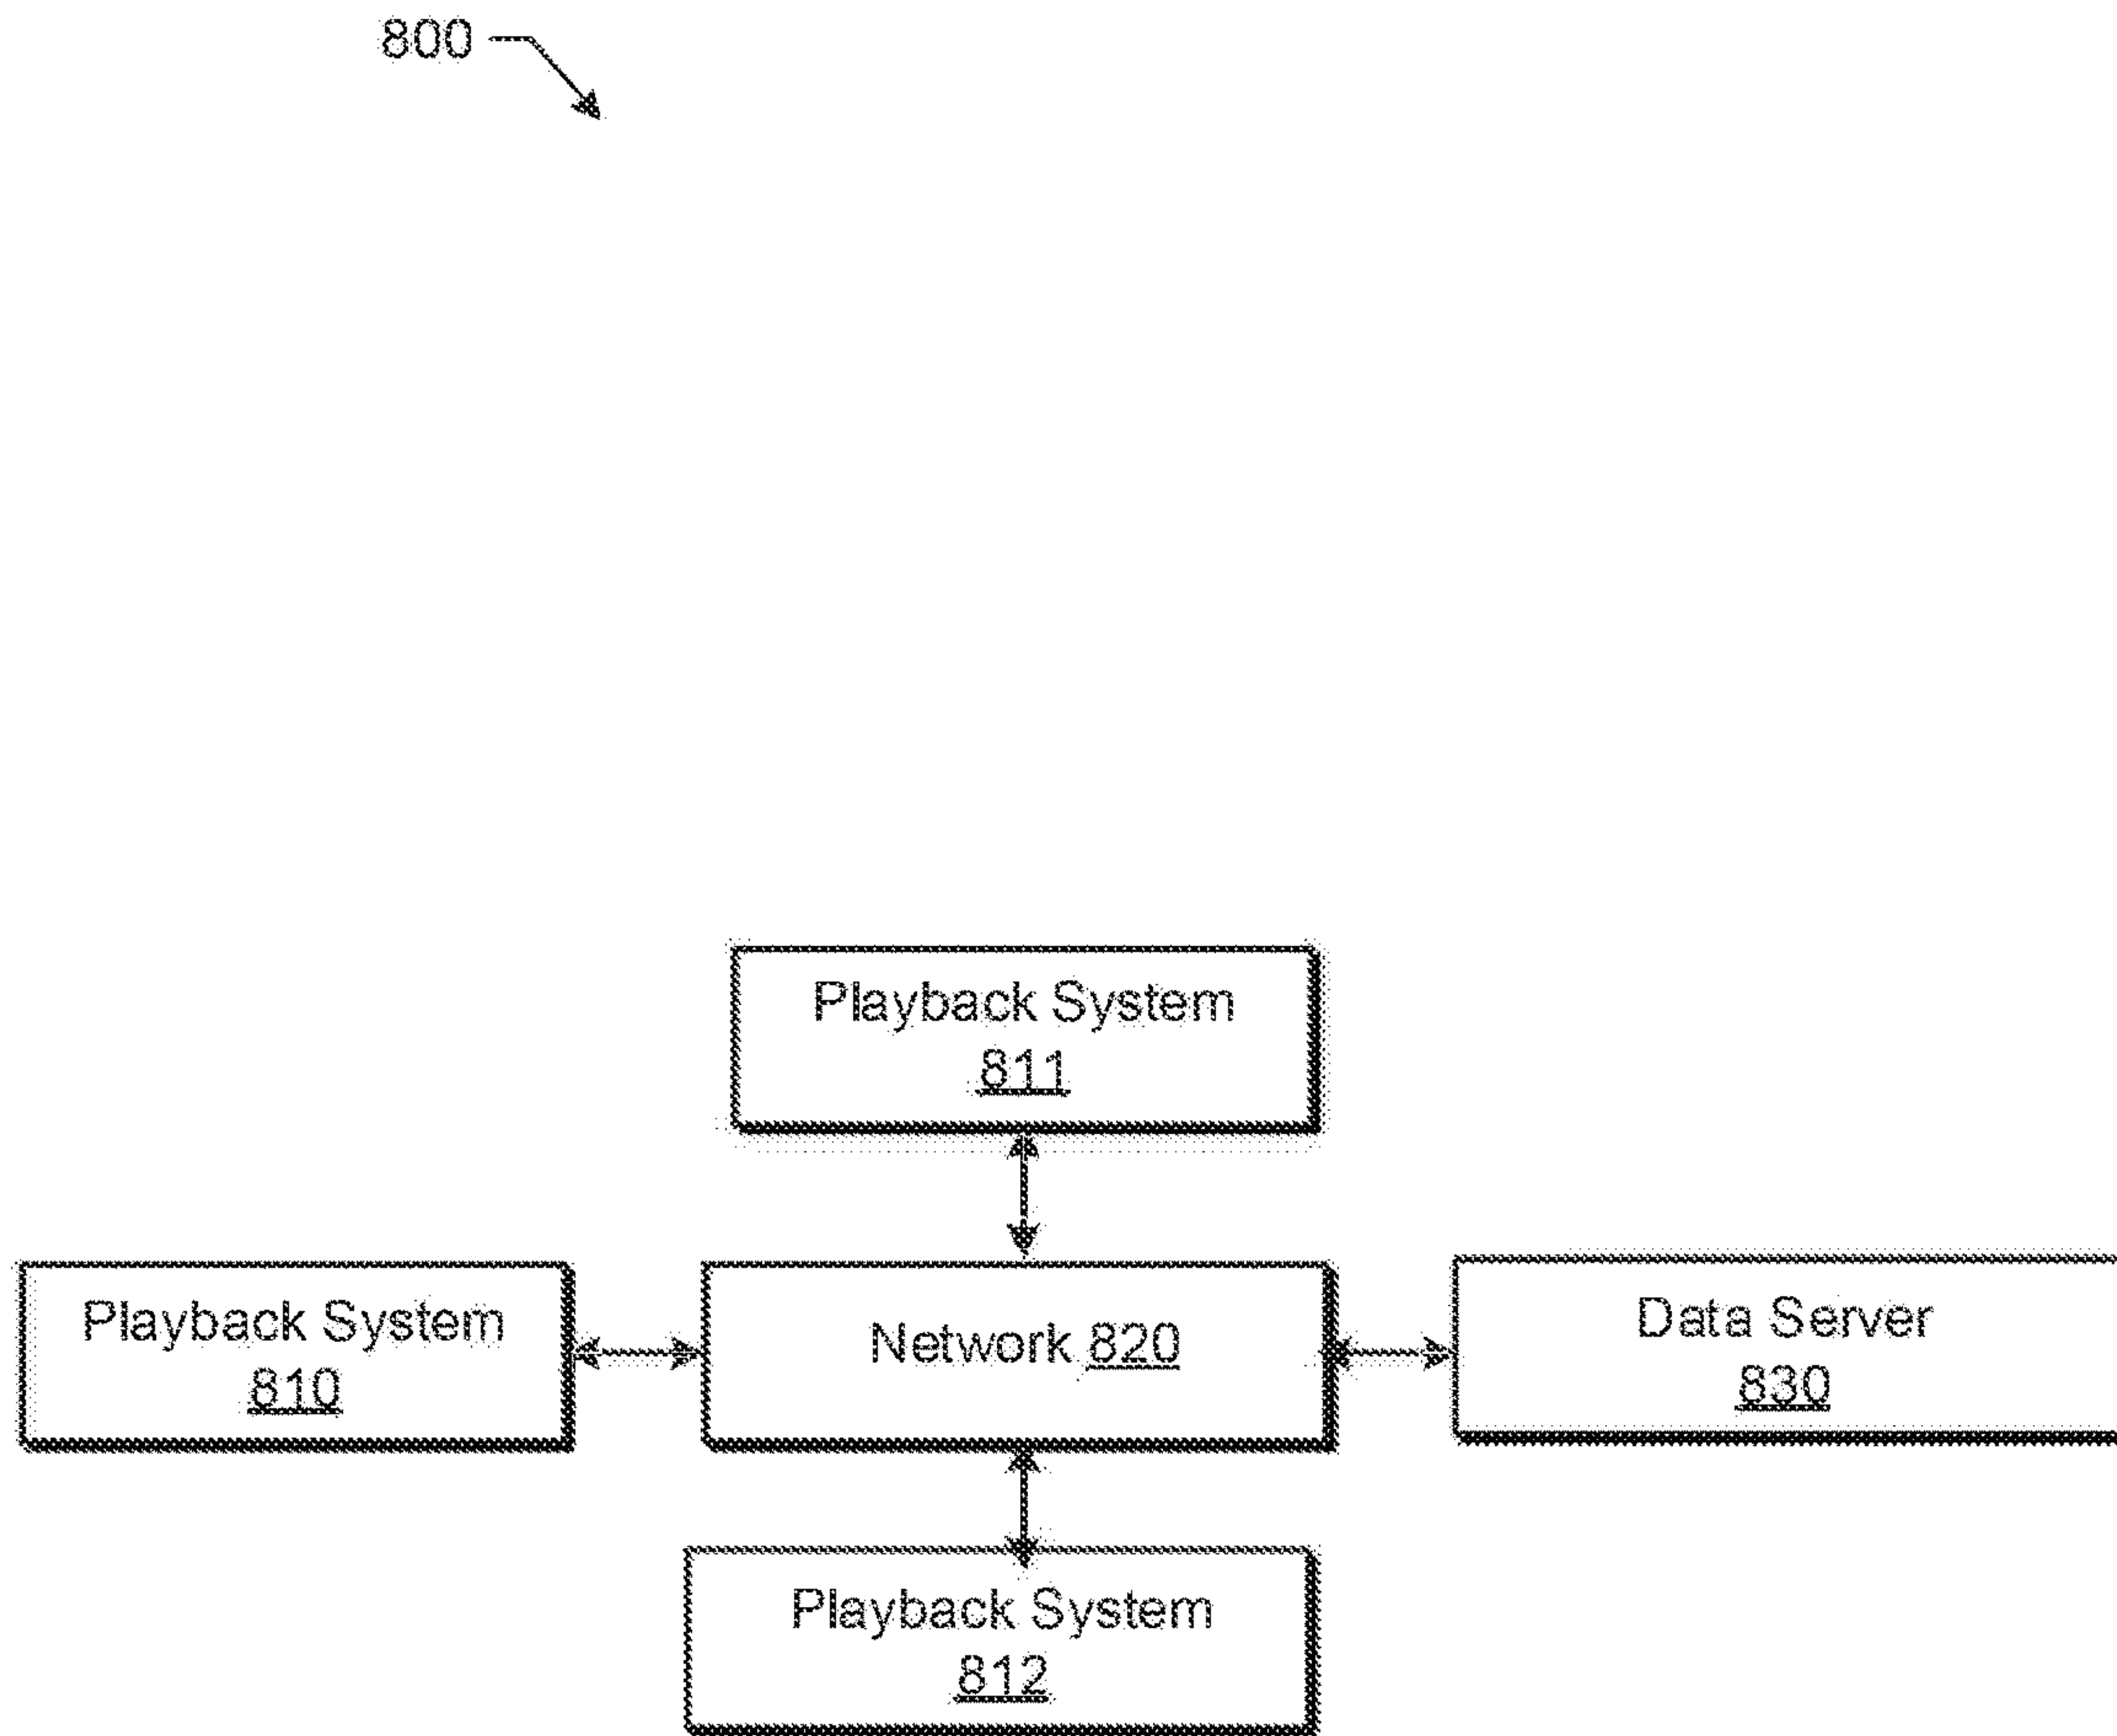 800
Playback System
811
Playback System
810
Network 820
Data Server
830
Playback System
812